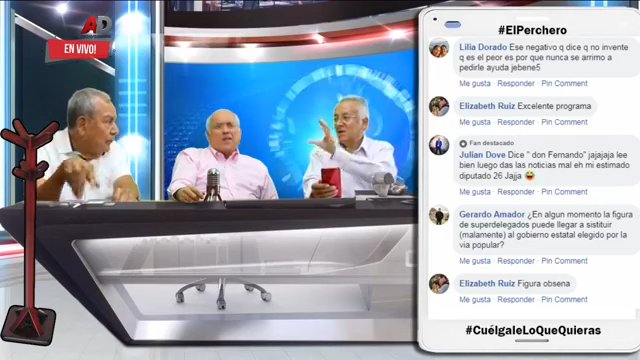 AD
EN VIVO!
#ElPerchero
Lilia Dorado Ese negativo q dice q no invente
q es el peor es por que nunca se arrimo a
pedirle ayuda jebene5
Me gusta · Responder · Pin Comment
Elizabeth Ruiz Excelente programa
Me gusta · Responder · Pin Comment
Fan destacado
Julian Dove Dice " don Fernando" jajajaja lee
bien luego das las noticias mal eh mi estimado
diputado 26 Jajja
Me gusta · Responder · Pin Comment
Gerardo Amador ¿En algun momento la figura
de superdelegados puede llegar a sistituir
(malamente) al gobierno estatal elegido por la
via popular?
Me gusta · Responder · Pin Comment
Elizabeth Ruiz Figura obsena
Me gusta · Responder · Pin Comment
#CuélgaleLoQueQuieras